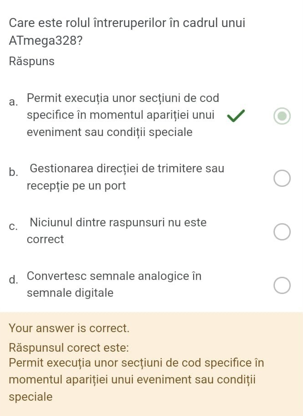 Care este rolul întreruperilor în cadrul unui
ATmega328?
Răspuns
a. Permit execuția unor secțiuni de cod
specifice în momentul apariției unui
eveniment sau condiții speciale
b. Gestionarea direcției de trimitere sau
recepție pe un port
c. Niciunul dintre raspunsuri nu este
correct
d. Convertesc semnale analogice în
semnale digitale
Your answer is correct.
Răspunsul corect este:
Permit execuția unor secțiuni de cod specifice în
momentul apariției unui eveniment sau condiții
speciale